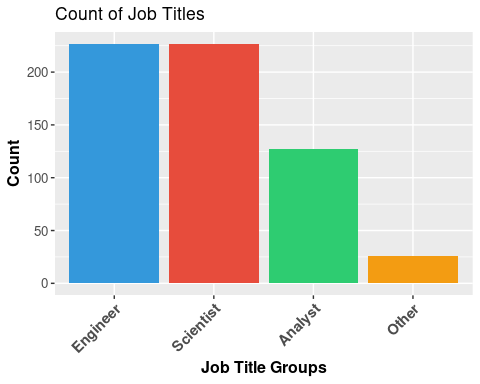 Count of Job Titles
Count
200
150
100
50
0
Engineer
Scientist
Analyst
Other
Job Title Groups